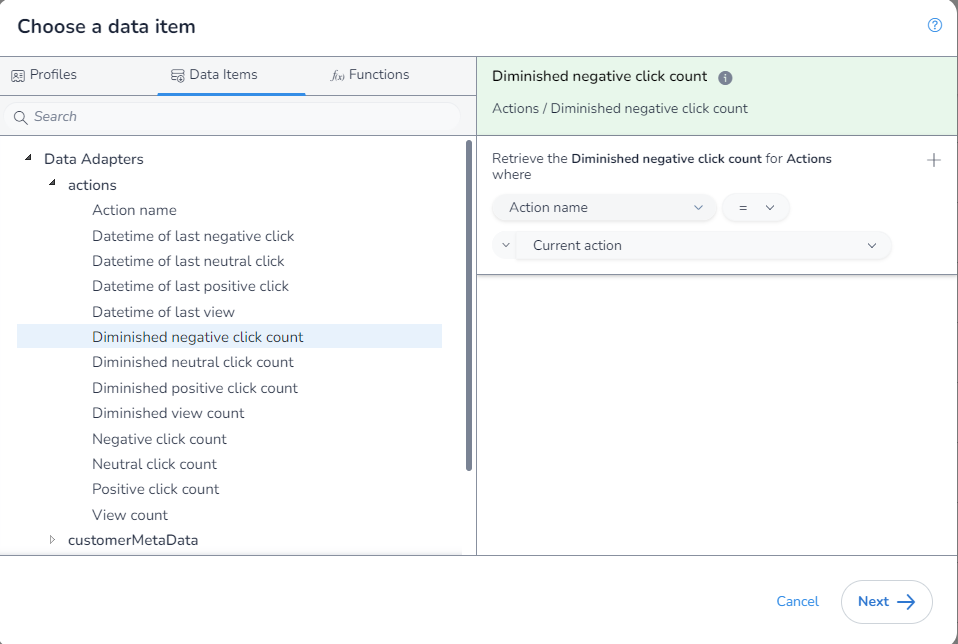 Choose a data item
Profiles
Data Items
f(x) Functions
Search
Data Adapters
actions
Action name
Datetime of last negative click
Datetime of last neutral click
Datetime of last positive click
Datetime of last view
Diminished negative click count
Diminished neutral click count
Diminished positive click count
Diminished view count
Negative click count
Neutral click count
Positive click count
View count
customerMetaData
Diminished negative click count
Actions / Diminished negative click count
Retrieve the Diminished negative click count for Actions
where
Action name
=
Current action
Cancel
Next